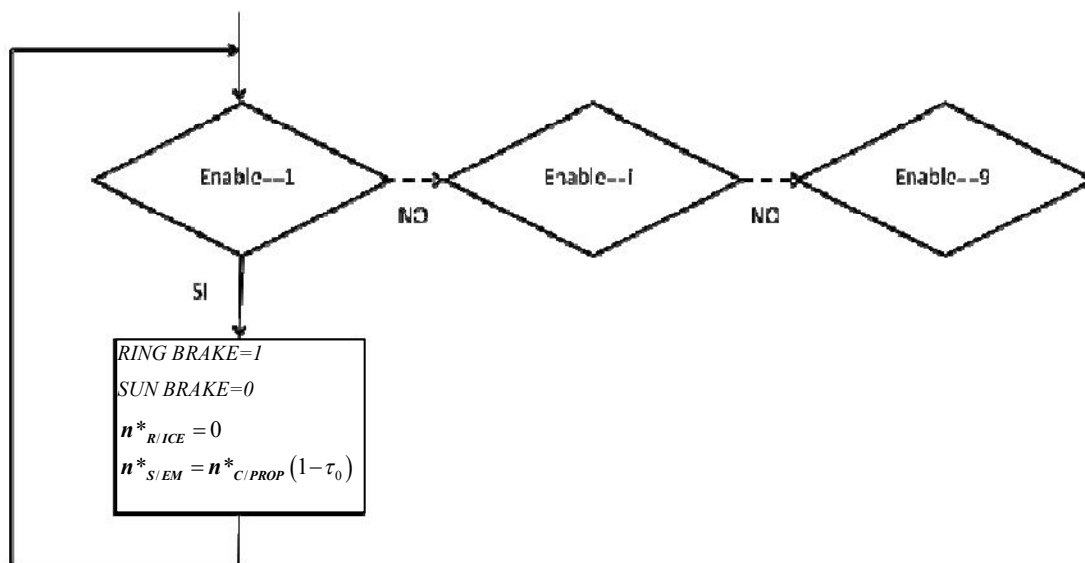 Enable==1
Enable==i
Enable==9
NO
NO
SI
RING BRAKE=1
SUN BRAKE=0
n*R/ICE = 0
n*S/EM = n*C/PROP (1−τ0)